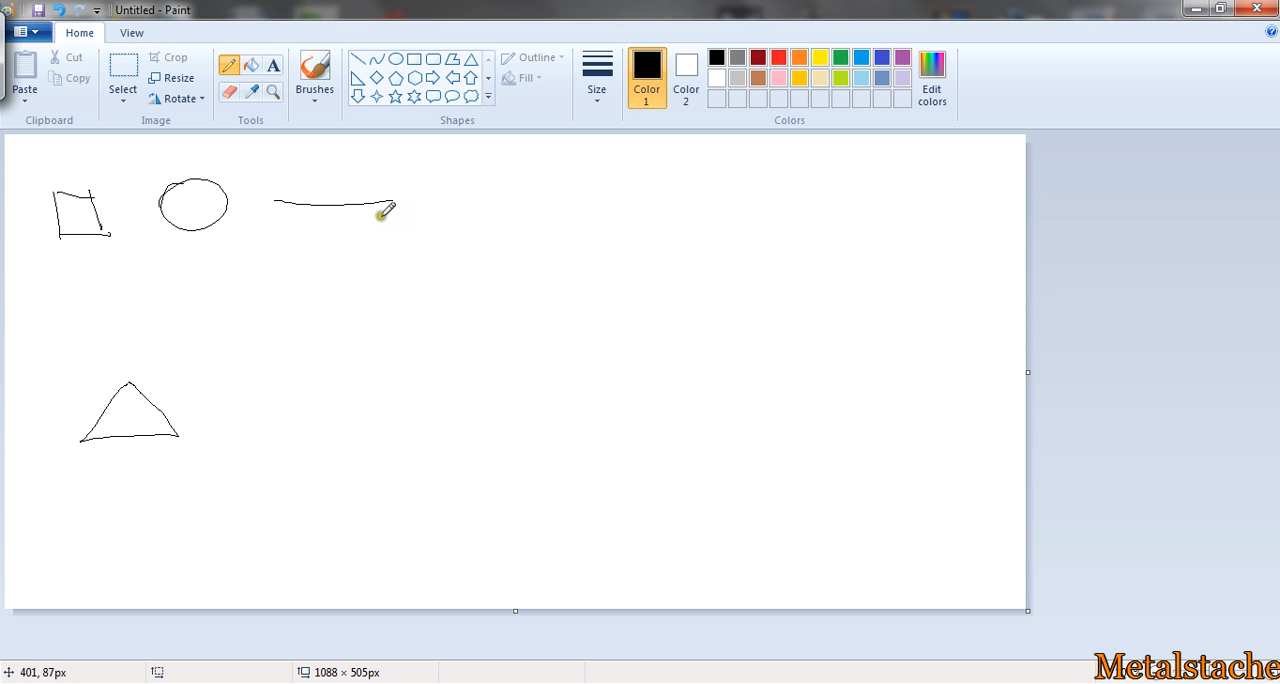 Untitled - Paint
Home
View
Paste
Cut
Copy
Clipboard
Select
Crop
Resize
Rotate
Image
A
Tools
Brushes
Shapes
Outline
Fill
Size
Color 1
Color 2
Edit colors
Colors
401, 87px
1088 × 505px
Metalstache